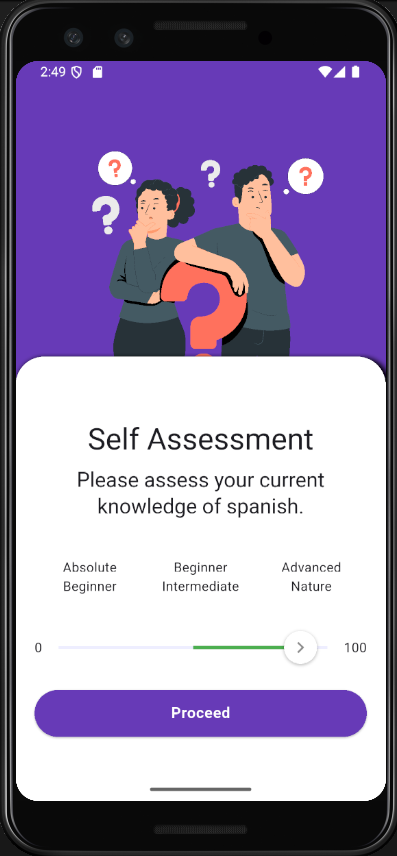 2:49
? ? ?
?
?
Self Assessment
Please assess your current
knowledge of spanish.
Absolute Beginner Advanced
Beginner Intermediate Nature
0 100
Proceed